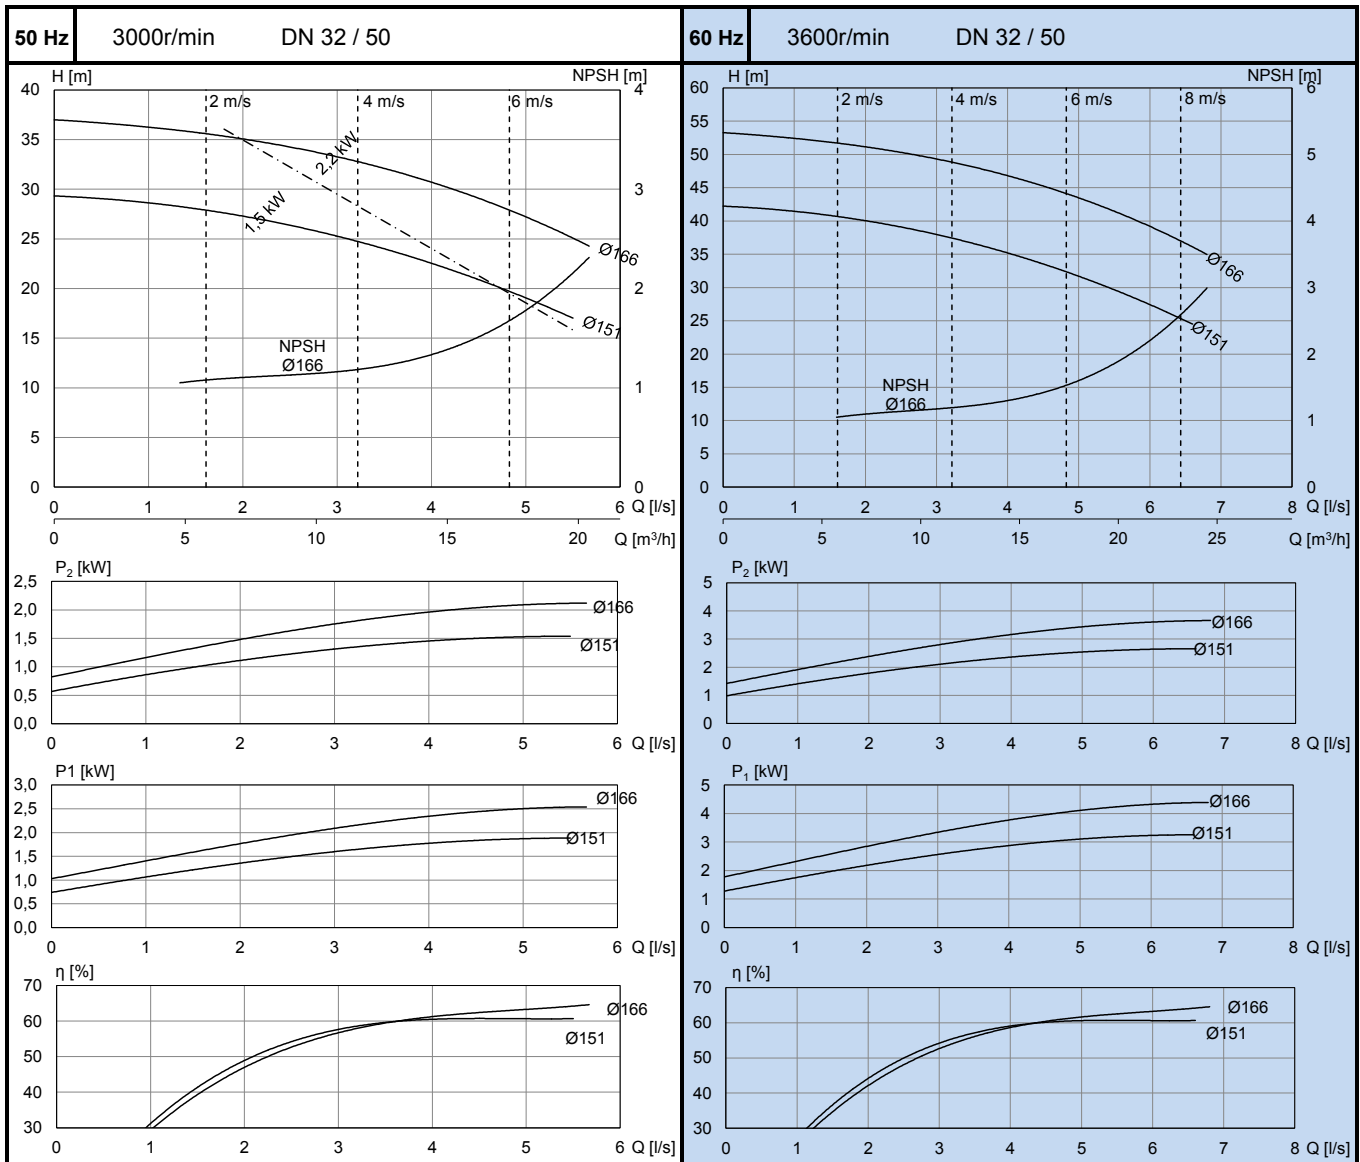 50 Hz 3000r/min DN 32 / 50
H [m] NPSH [m]
40 4
2 m/s 4 m/s 6 m/s
35
2,2 kW
30 3
1,5 kW
25
Ø166
20 2
Ø151
15
NPSH
Ø166
10 1
5
0 0
0 1 2 3 4 5 6 Q [l/s]
0 5 10 15 20 Q [m³/h]
P₂ [kW]
2,5
2,0
Ø166
1,5
Ø151
1,0
0,5
0,0
0 1 2 3 4 5 6 Q [l/s]
P1 [kW]
3,0
Ø166
2,5
2,0
Ø151
1,5
1,0
0,5
0,0
0 1 2 3 4 5 6 Q [l/s]
η [%]
70
Ø166
60
Ø151
50
40
30
0 1 2 3 4 5 6 Q [l/s]
60 Hz 3600r/min DN 32 / 50
H [m] NPSH [m]
60 6
2 m/s 4 m/s 6 m/s 8 m/s
55
50 5
45
40 4
35
Ø166
30 3
25
Ø151
20 2
15
NPSH
Ø166
10 1
5
0 0
0 1 2 3 4 5 6 7 8 Q [l/s]
0 5 10 15 20 25 Q [m³/h]
P₂ [kW]
5
4
Ø166
3
Ø151
2
1
0
0 1 2 3 4 5 6 7 8 Q [l/s]
P₁ [kW]
5
Ø166
4
Ø151
3
2
1
0
0 1 2 3 4 5 6 7 8 Q [l/s]
η [%]
70
Ø166
60
Ø151
50
40
30
0 1 2 3 4 5 6 7 8 Q [l/s]